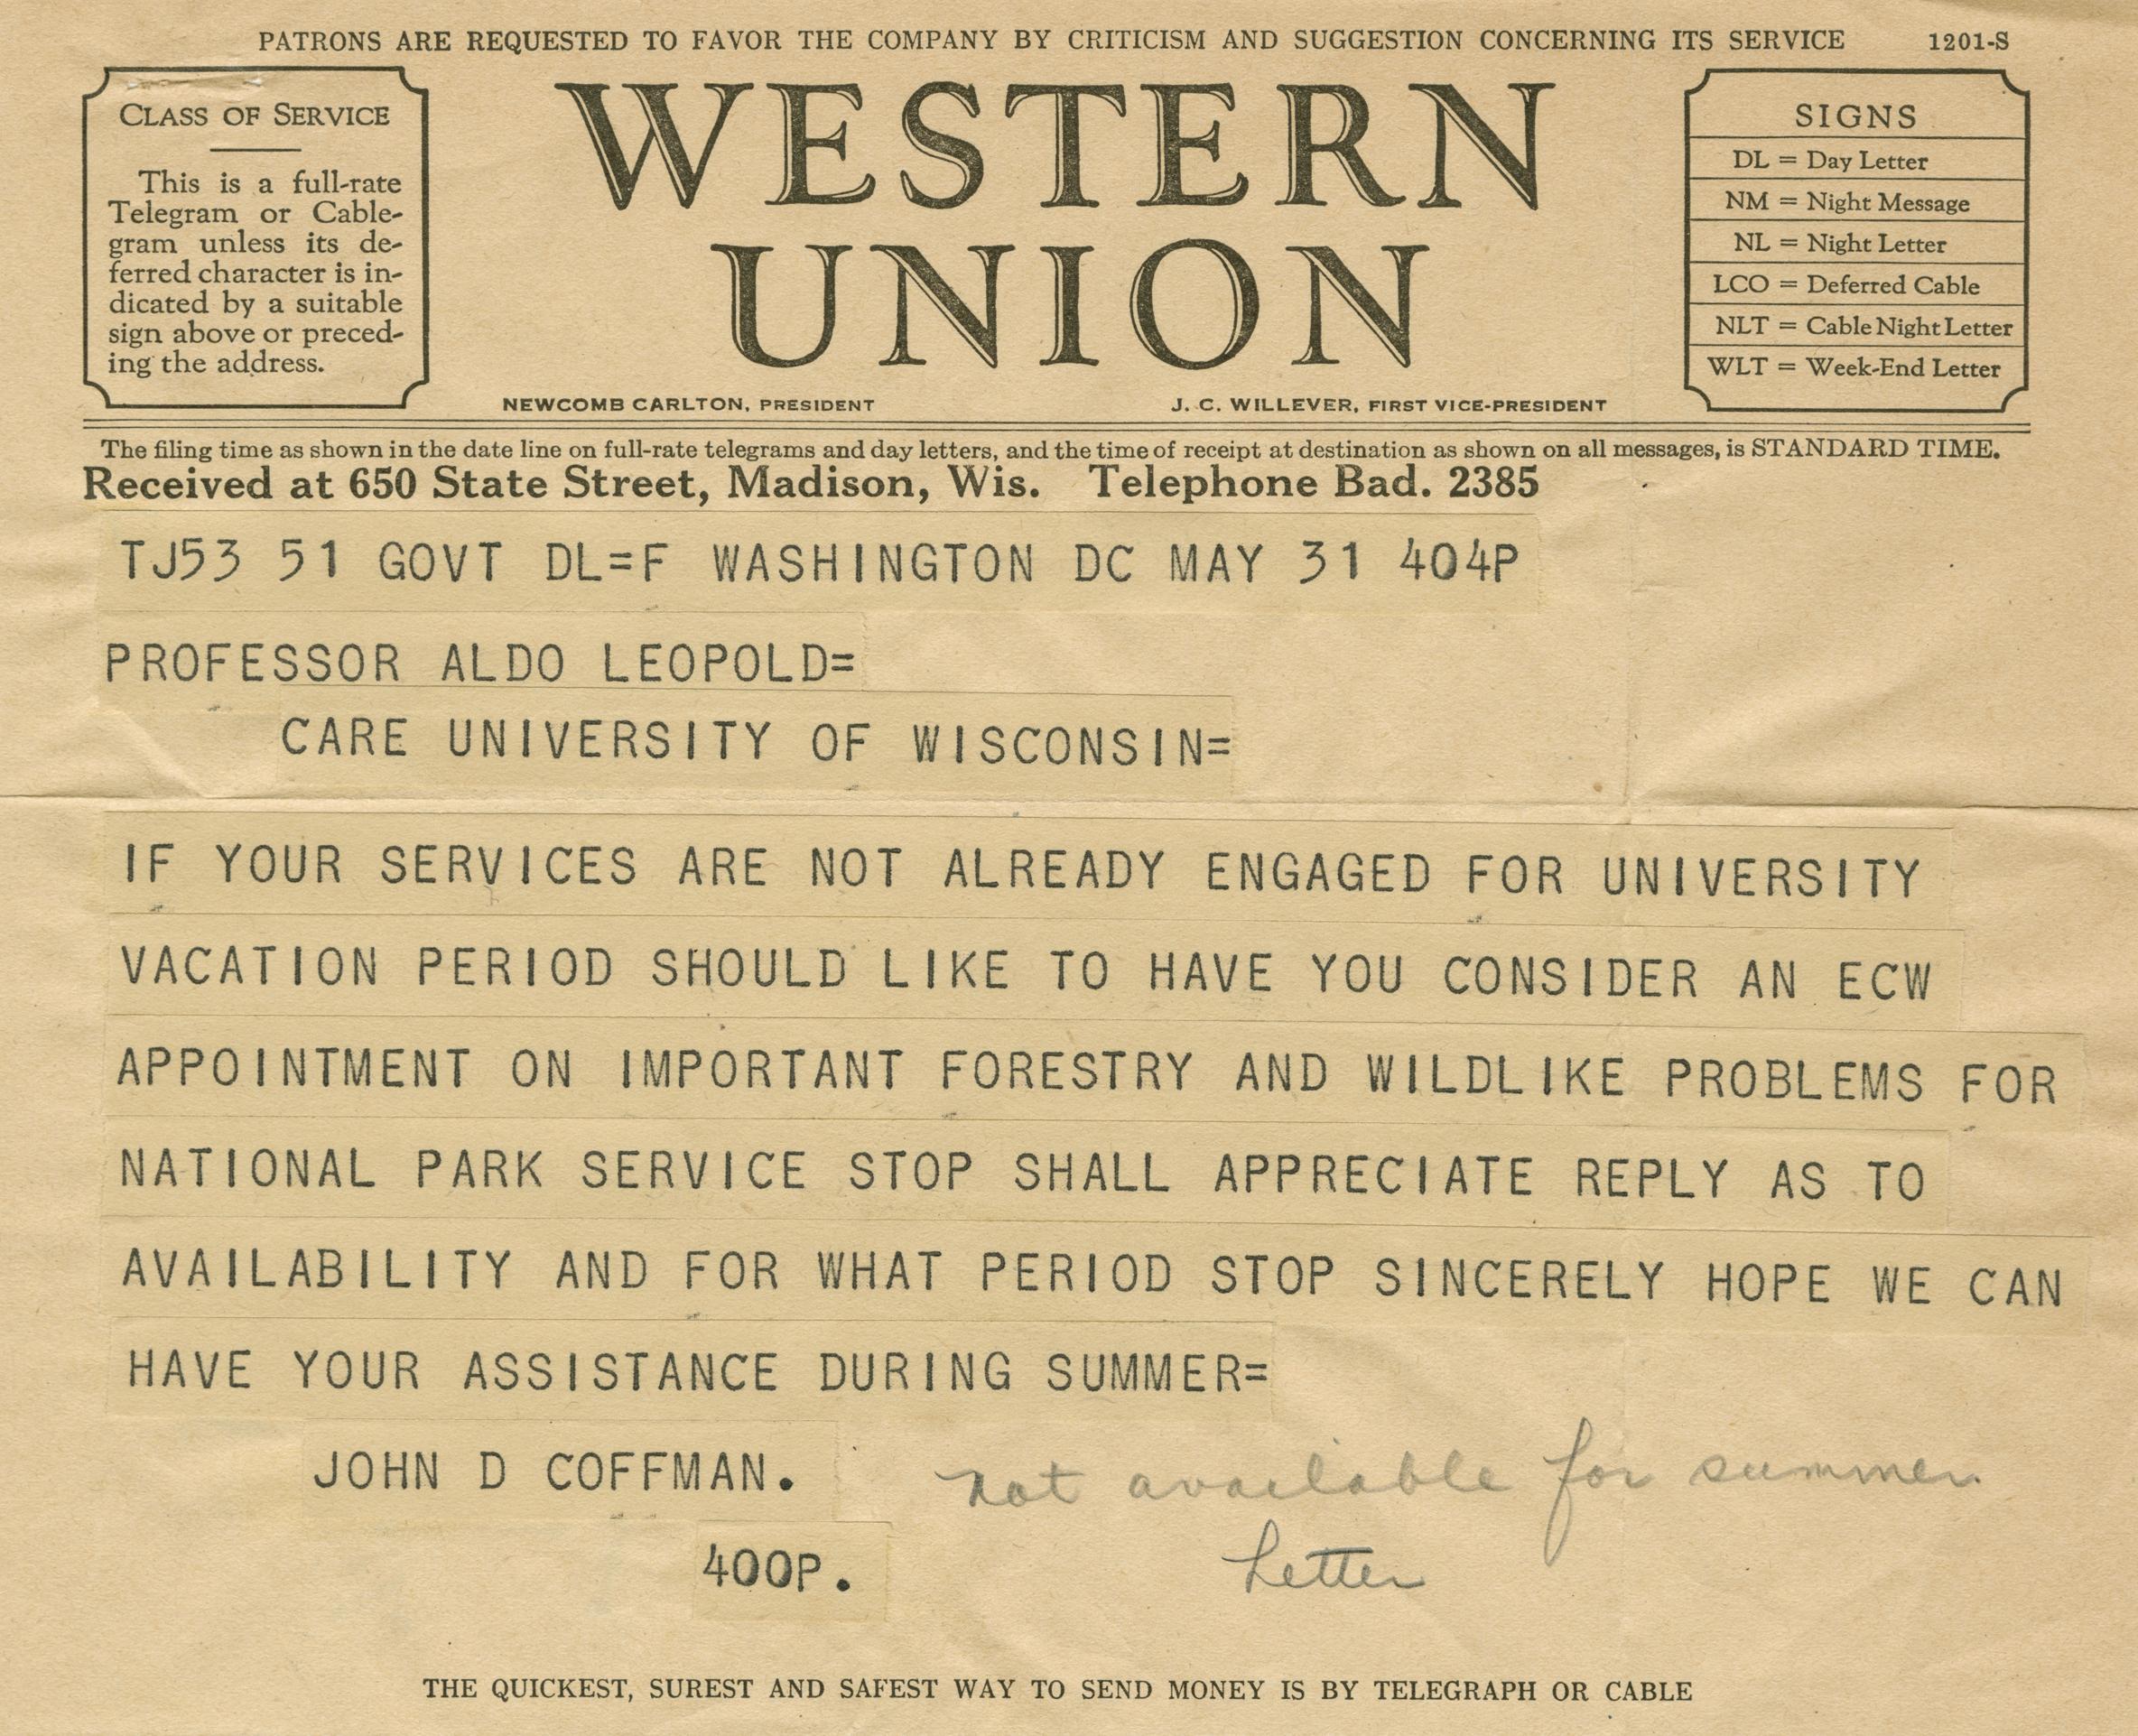 PATRONS ARE REQUESTED TO FAVOR THE COMPANY BY CRITICISM AND SUGGESTION CONCERNING ITS SERVICE 1201-S
CLASS OF SERVICE
This is a full-rate
Telegram or Cable-
gram unless its de-
ferred character is in-
dicated by a suitable
sign above or preced-
ing the address.
WESTERN
UNION
NEWCOMB CARLTON, PRESIDENT
J. C. WILLEVER, FIRST VICE-PRESIDENT
SIGNS
DL = Day Letter
NM = Night Message
NL = Night Letter
LCO = Deferred Cable
NLT = Cable Night Letter
WLT = Week-End Letter
The filing time as shown in the date line on full-rate telegrams and day letters, and the time of receipt at destination as shown on all messages, is STANDARD TIME.
Received at 650 State Street, Madison, Wis. Telephone Bad. 2385
TJ53 51 GOVT DL=F WASHINGTON DC MAY 31 404P
PROFESSOR ALDO LEOPOLD=
CARE UNIVERSITY OF WISCONSIN=
IF YOUR SERVICES ARE NOT ALREADY ENGAGED FOR UNIVERSITY
VACATION PERIOD SHOULD LIKE TO HAVE YOU CONSIDER AN ECW
APPOINTMENT ON IMPORTANT FORESTRY AND WILDLIKE PROBLEMS FOR
NATIONAL PARK SERVICE STOP SHALL APPRECIATE REPLY AS TO
AVAILABILITY AND FOR WHAT PERIOD STOP SINCERELY HOPE WE CAN
HAVE YOUR ASSISTANCE DURING SUMMER=
JOHN D COFFMAN.
not available for summer
400P.
Letter
THE QUICKEST, SUREST AND SAFEST WAY TO SEND MONEY IS BY TELEGRAPH OR CABLE